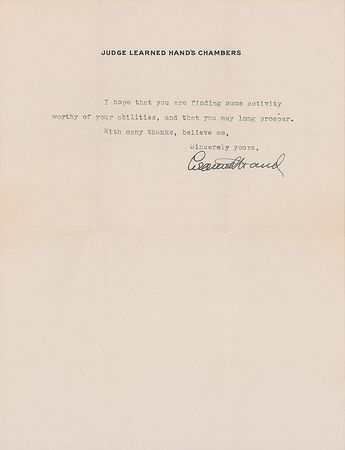 JUDGE LEARNED HAND'S CHAMBERS
I hope that you are finding some activity
worthy of your abilities, and that you may long prosper.
With many thanks, believe me,
Sincerely yours,
Learned Hand